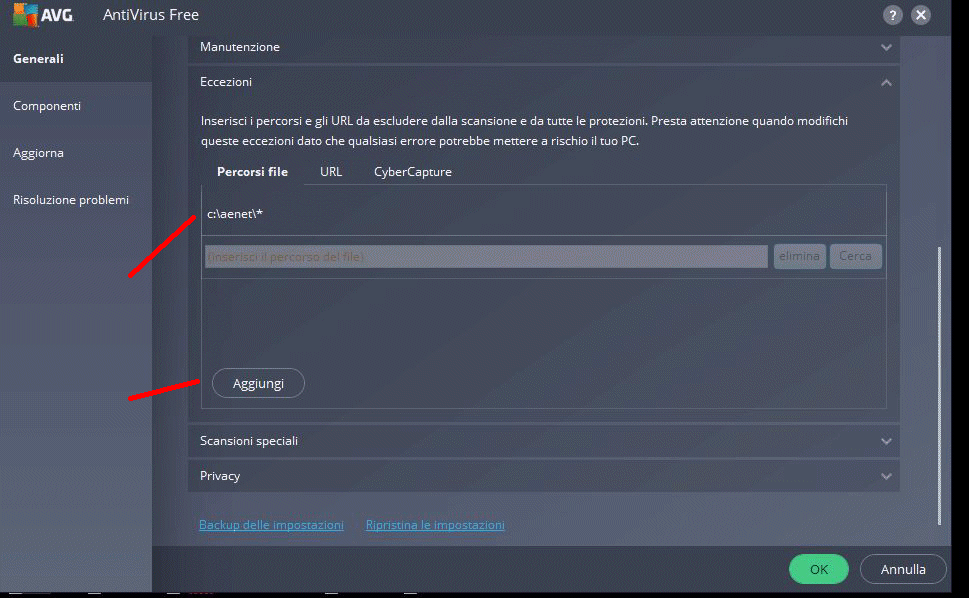 AVG AntiVirus Free
?
Generali
Componenti
Aggiorna
Risoluzione problemi
Manutenzione
Eccezioni
Inserisci i percorsi e gli URL da escludere dalla scansione e da tutte le protezioni. Presta attenzione quando modifichi
queste eccezioni dato che qualsiasi errore potrebbe mettere a rischio il tuo PC.
Percorsi file URL CyberCapture
c:\aenet\*
(inserisci il percorso del file) elimina Cerca
Aggiungi
Scansioni speciali
Privacy
Backup delle impostazioni Ripristina le impostazioni
OK Annulla